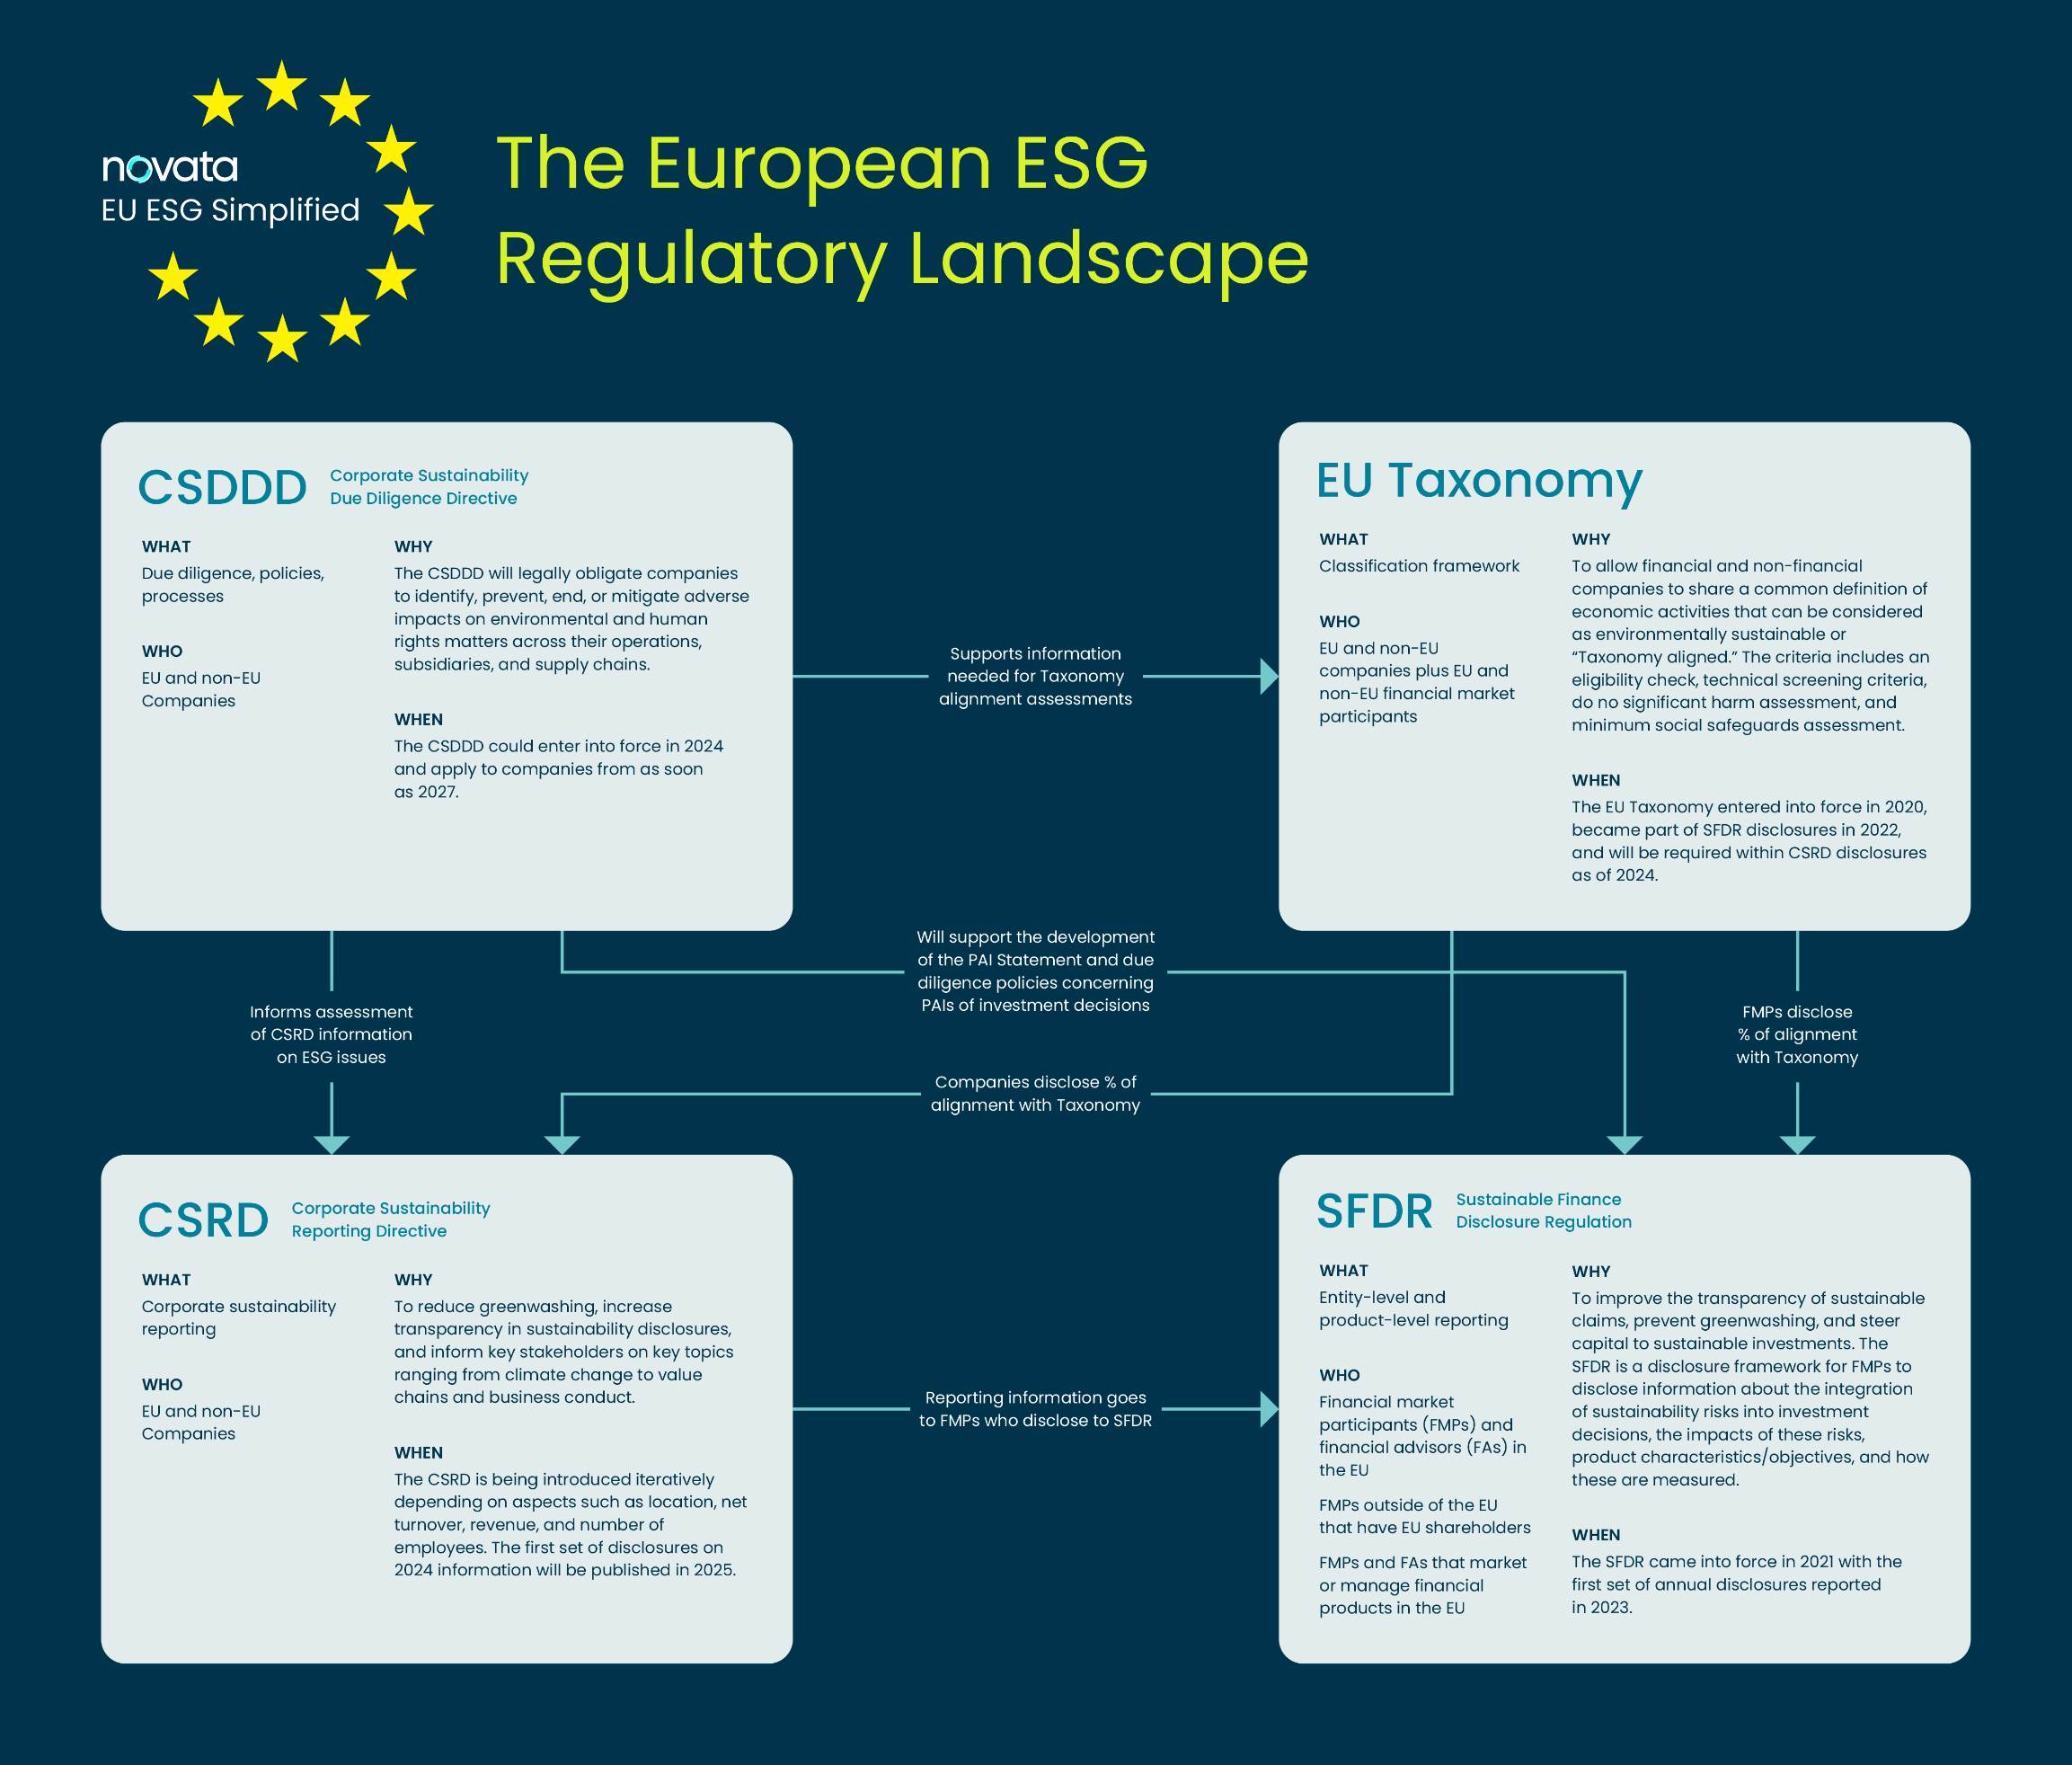 novata
EU ESG Simplified
The European ESG
Regulatory Landscape
CSDDD
Corporate Sustainability
Due Diligence Directive
WHAT
Due diligence, policies,
processes
WHO
EU and non-EU
Companies
WHY
The CSDDD will legally obligate companies
to identify, prevent, end, or mitigate adverse
impacts on environmental and human
rights matters across their operations,
subsidiaries, and supply chains.
WHEN
The CSDDD could enter into force in 2024
and apply to companies from as soon
as 2027.
Supports information
needed for Taxonomy
alignment assessments
EU Taxonomy
WHAT
Classification framework
WHO
EU and non-EU
companies plus EU and
non-EU financial market
participants
WHY
To allow financial and non-financial
companies to share a common definition of
economic activities that can be considered
as environmentally sustainable or
“Taxonomy aligned.” The criteria includes an
eligibility check, technical screening criteria,
do no significant harm assessment, and
minimum social safeguards assessment.
WHEN
The EU Taxonomy entered into force in 2020,
became part of SFDR disclosures in 2022,
and will be required within CSRD disclosures
as of 2024.
Informs assessment
of CSRD information
on ESG issues
Will support the development
of the PAI Statement and due
diligence policies concerning
PAIs of investment decisions
Companies disclose % of
alignment with Taxonomy
FMPs disclose
% of alignment
with Taxonomy
CSRD
Corporate Sustainability
Reporting Directive
WHAT
Corporate sustainability
reporting
WHO
EU and non-EU
Companies
WHY
To reduce greenwashing, increase
transparency in sustainability disclosures,
and inform key stakeholders on key topics
ranging from climate change to value
chains and business conduct.
WHEN
The CSRD is being introduced iteratively
depending on aspects such as location, net
turnover, revenue, and number of
employees. The first set of disclosures on
2024 information will be published in 2025.
Reporting information goes
to FMPs who disclose to SFDR
SFDR
Sustainable Finance
Disclosure Regulation
WHAT
Entity-level and
product-level reporting
WHO
Financial market
participants (FMPs) and
financial advisors (FAs) in
the EU
FMPs outside of the EU
that have EU shareholders
FMPs and FAs that market
or manage financial
products in the EU
WHY
To improve the transparency of sustainable
claims, prevent greenwashing, and steer
capital to sustainable investments. The
SFDR is a disclosure framework for FMPs to
disclose information about the integration
of sustainability risks into investment
decisions, the impacts of these risks,
product characteristics/objectives, and how
these are measured.
WHEN
The SFDR came into force in 2021 with the
first set of annual disclosures reported
in 2023.